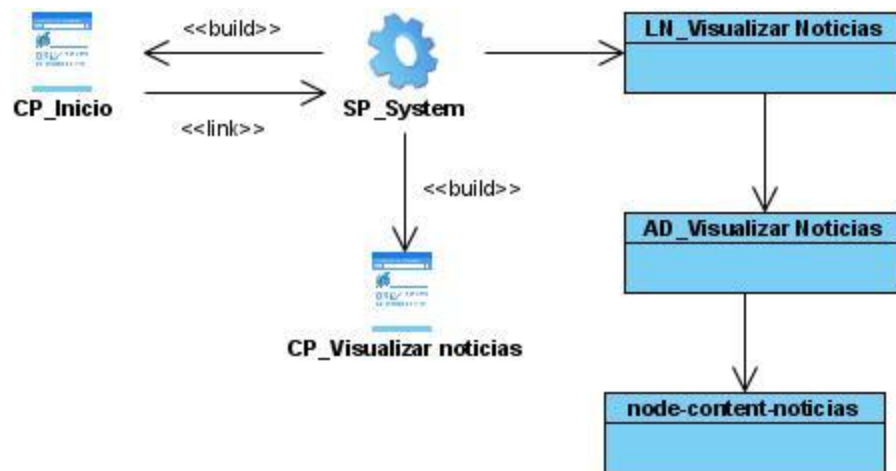 <<build>>
LN_Visualizar Noticias
CP_Inicio
SP_System
<<link>>
<<build>>
AD_Visualizar Noticias
CP_Visualizar noticias
node-content-noticias